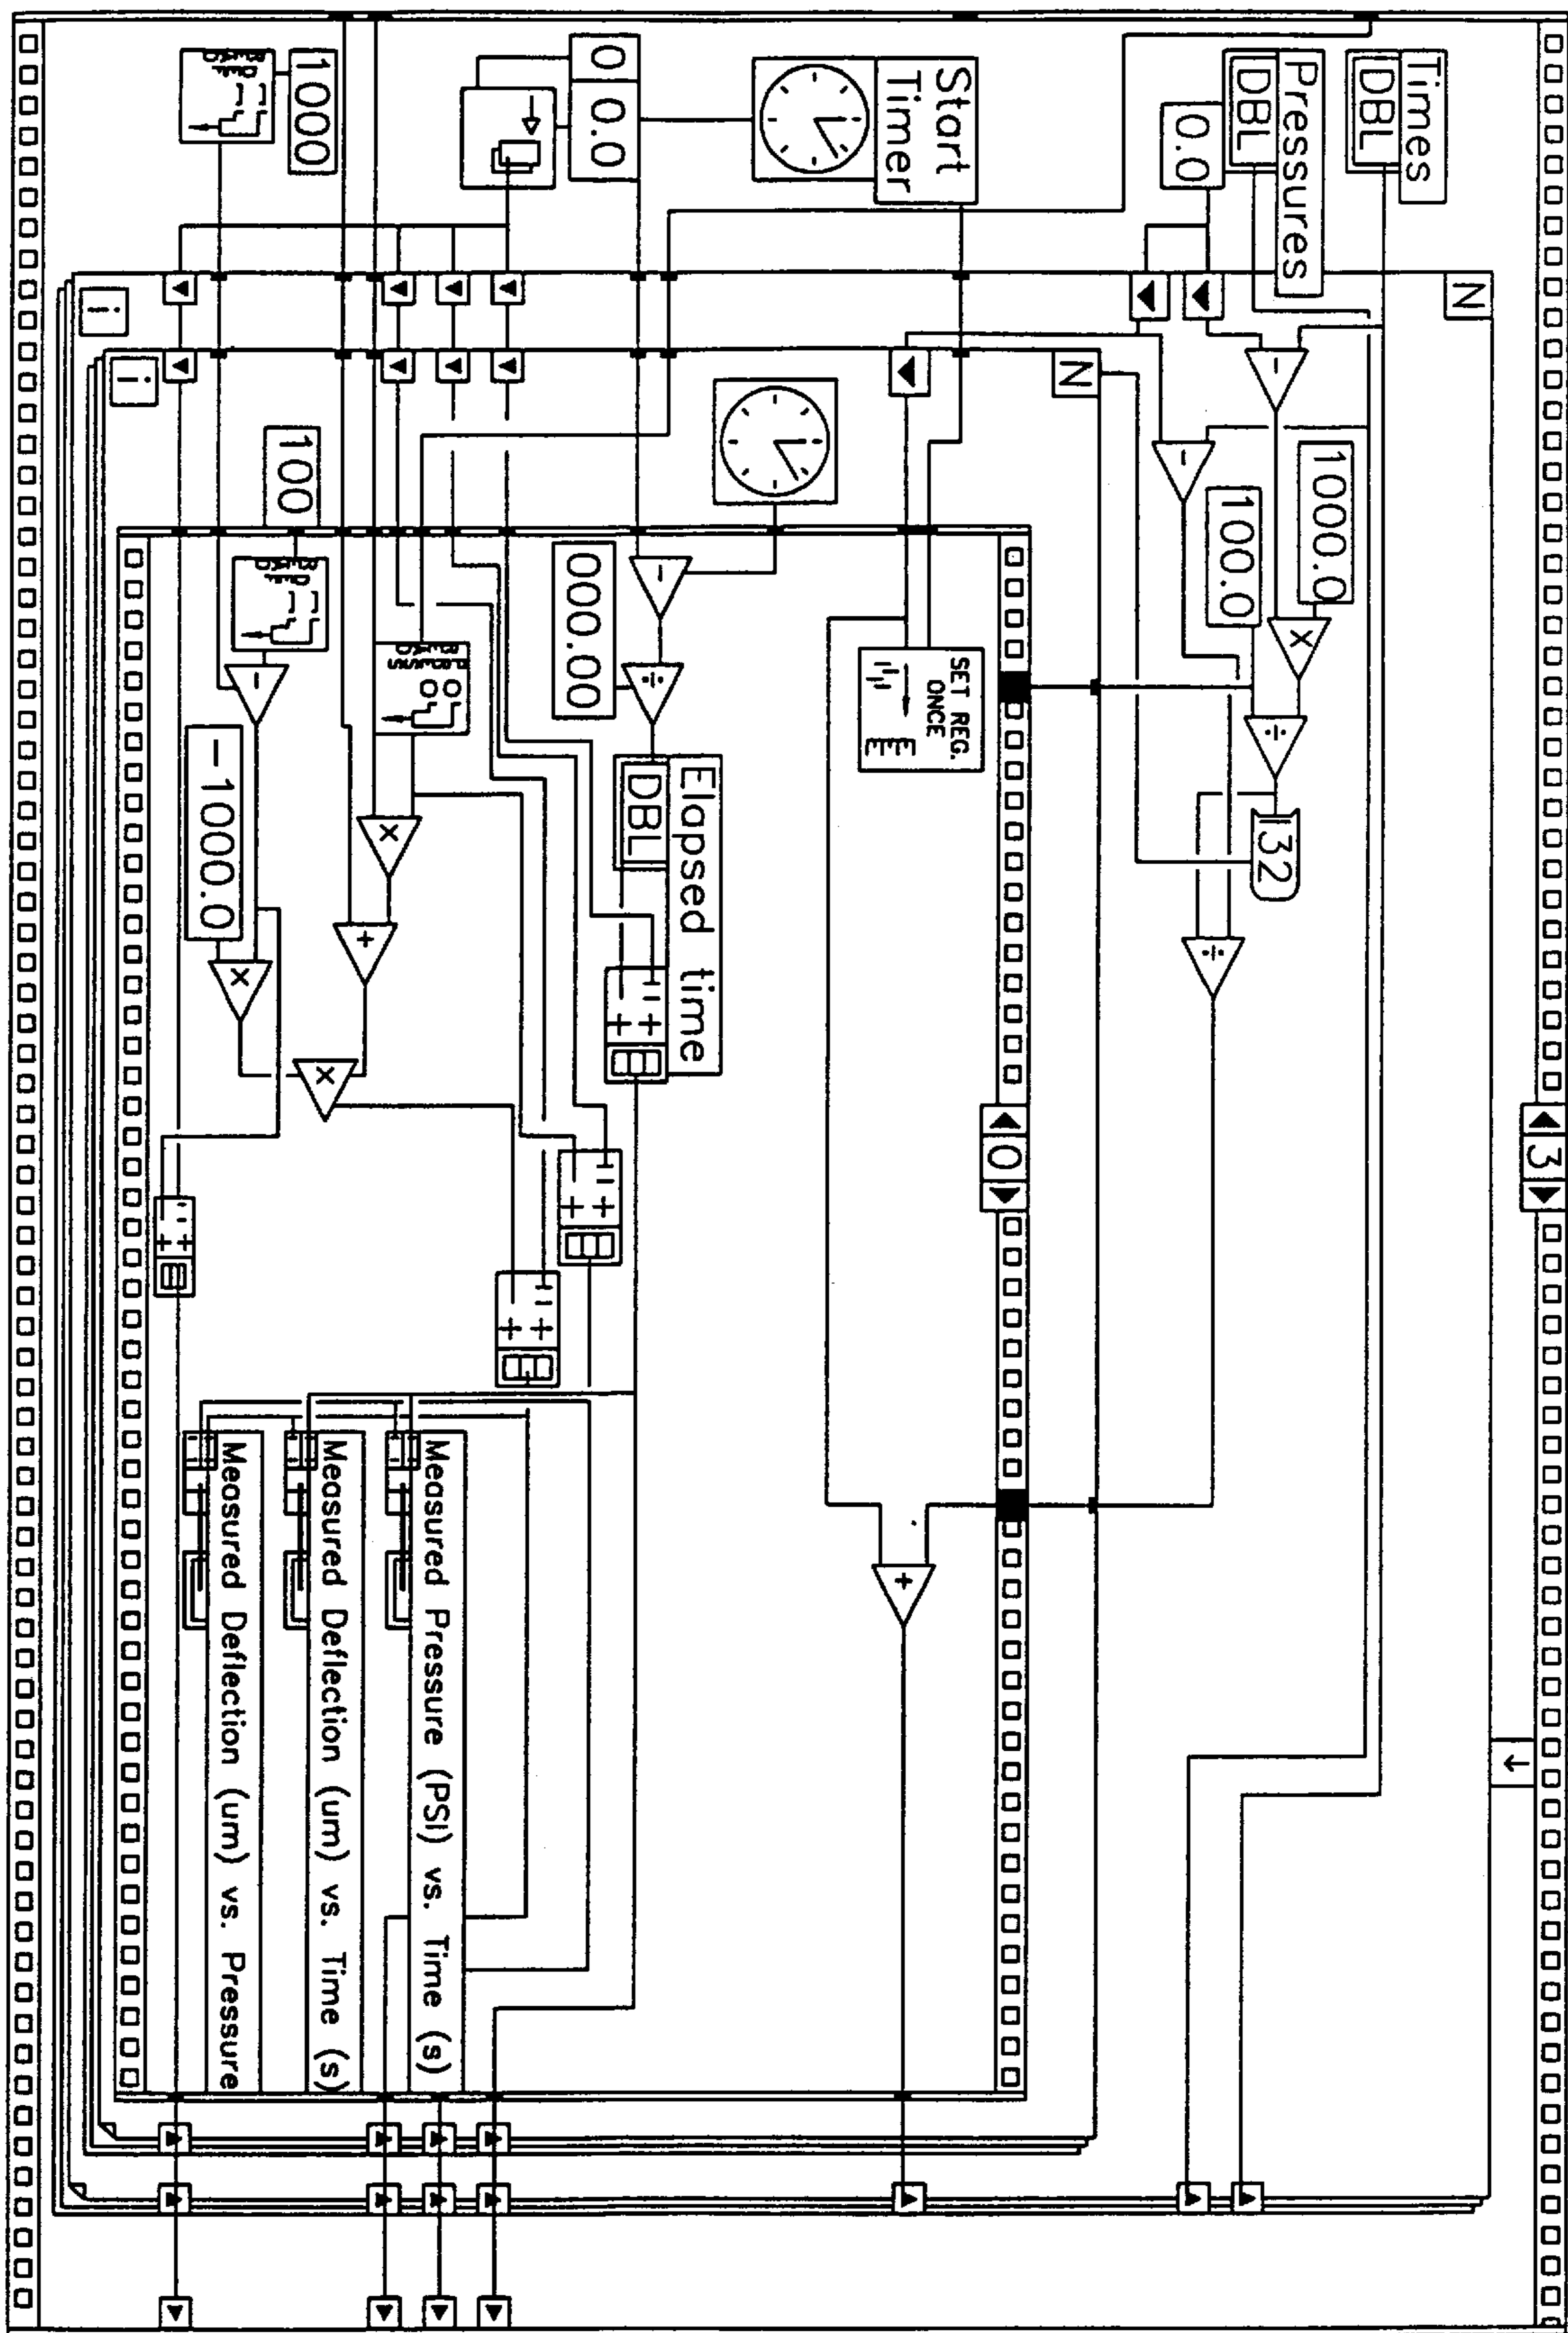 3
Times
DBL
Pressures
DBL
0.0
N
1000.0
100.0
I32
Start
Timer
0
0.0
1000
N
SET REG.
ONCE
0
000.00
Elapsed time
DBL
100
-1000.0
i
i
Measured Pressure (PSI) vs. Time (s)
Measured Deflection (um) vs. Time (s)
Measured Deflection (um) vs. Pressure